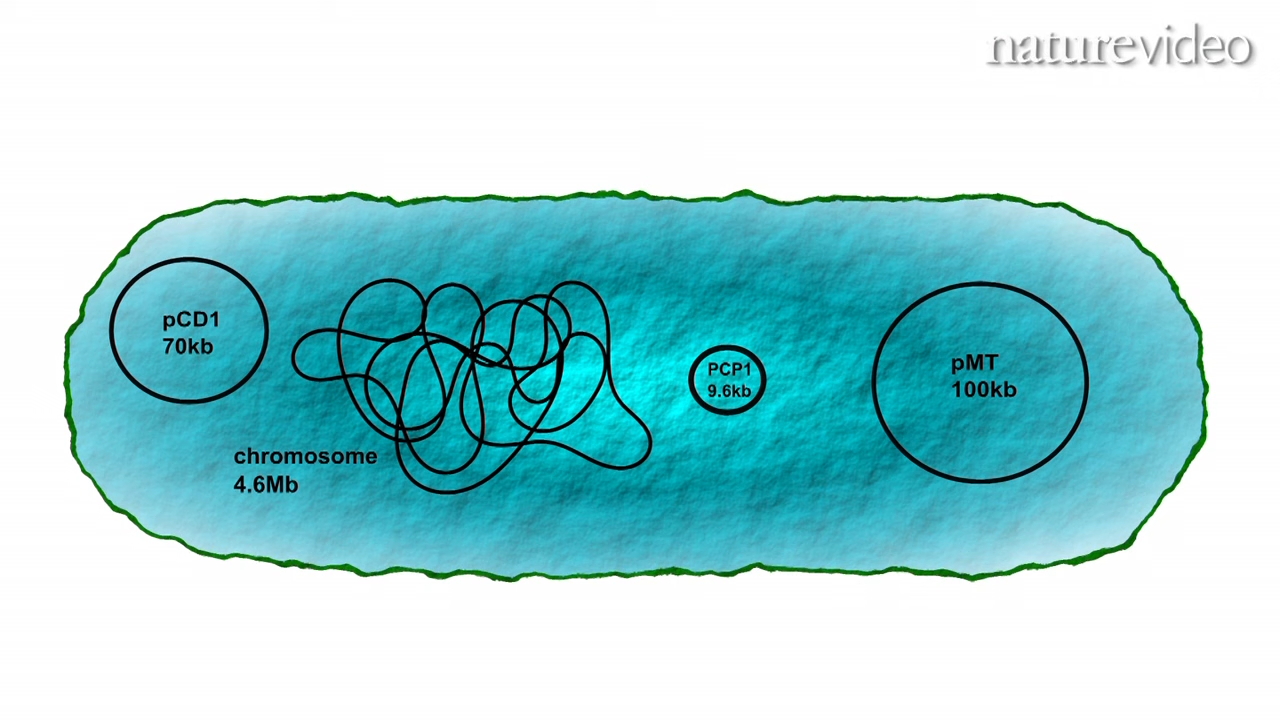 naturevideo
pCD1
70kb
chromosome
4.6Mb
PCP1
9.6kb
pMT
100kb